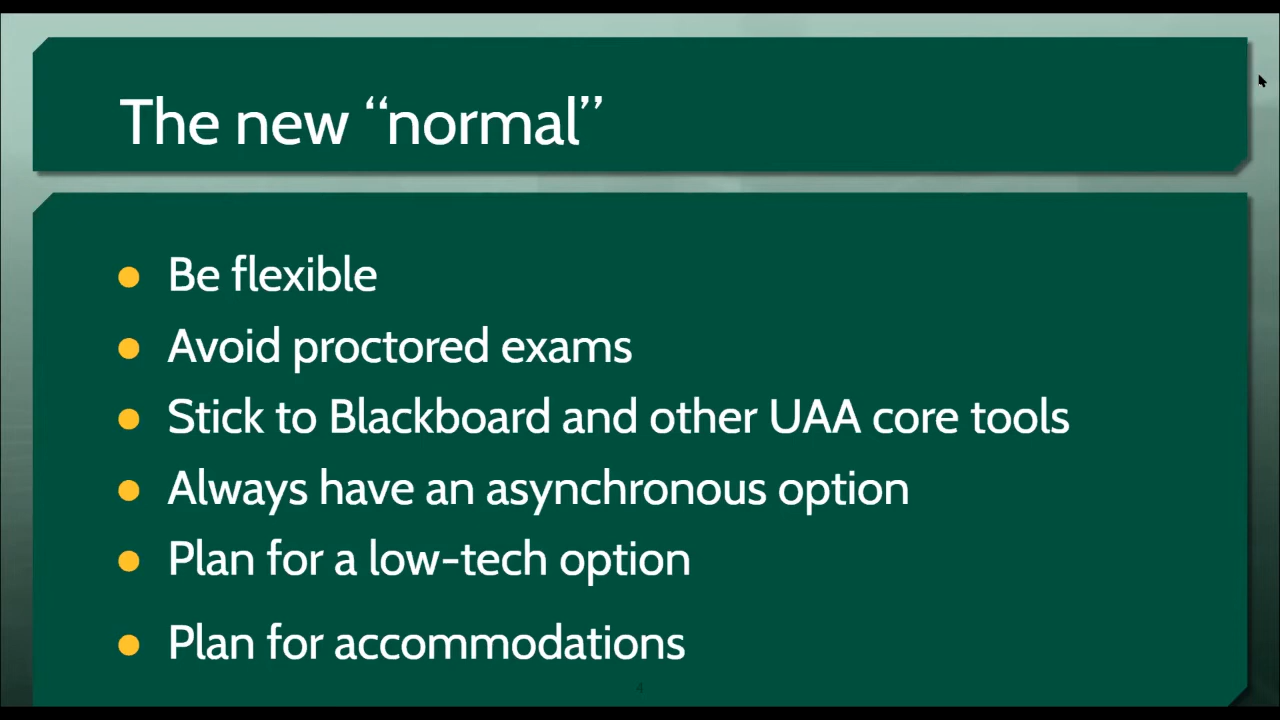 The new “normal”
Be flexible
Avoid proctored exams
Stick to Blackboard and other UAA core tools
Always have an asynchronous option
Plan for a low-tech option
Plan for accommodations
4